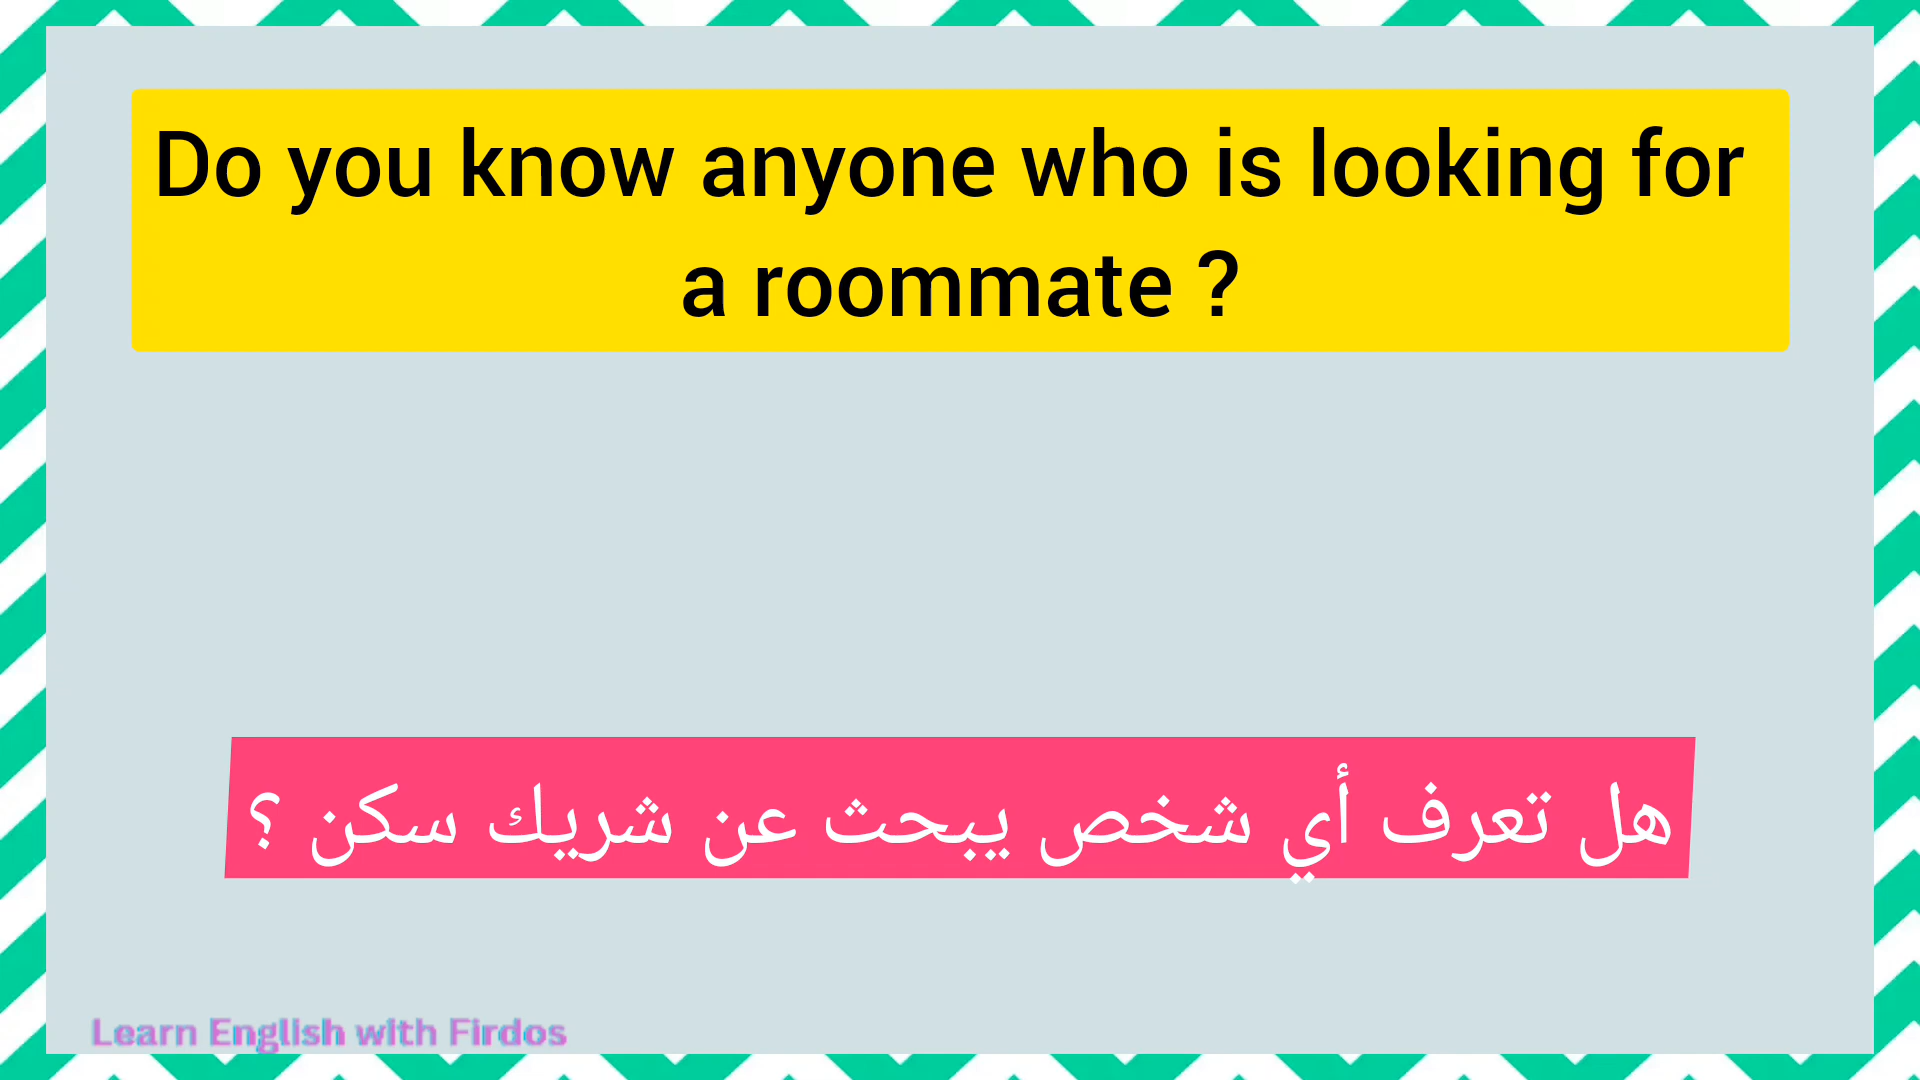 Do you know anyone who is looking for
a roommate ?
هل تعرف أي شخص يبحث عن شريك سكن ؟
Learn English with Firdos